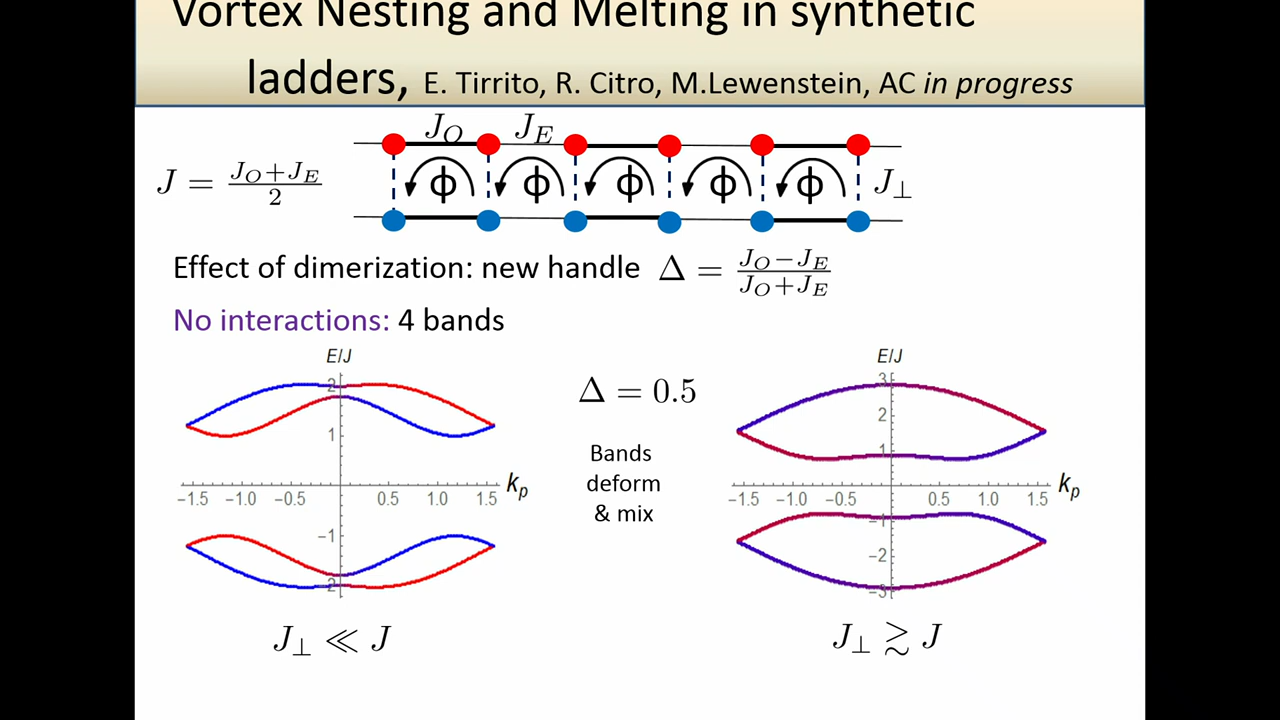 Vortex Nesting and Melting in synthetic
ladders, E. Tirrito, R. Citro, M.Lewenstein, AC in progress
J_O J_E
J = \frac{J_O+J_E}{2}
ϕ ϕ ϕ ϕ ϕ J_⊥
Effect of dimerization: new handle Δ = \frac{J_O−J_E}{J_O+J_E}
No interactions: 4 bands
E/J
2
1
−1.5 −1.0 −0.5 0.5 1.0 1.5 k_p
−1
2
Δ = 0.5
Bands
deform
& mix
E/J
3
2
1
−1.5 −1.0 −0.5 0.5 1.0 1.5 k_p
−1
−2
−3
J_⊥ ≪ J
J_⊥ ≳ J